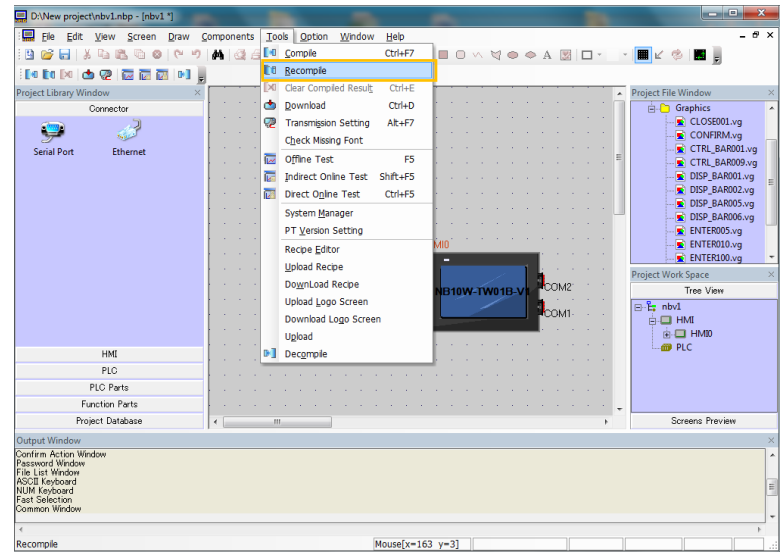 D:\New project\nbv1.nbp - [nbv1 *]
File Edit View Screen Draw Components Tools Option Window Help
Project Library Window
Connector
Serial Port Ethernet
HMI
PLC
PLC Parts
Function Parts
Project Database
Compile Ctrl+F7
Recompile
Clear Compiled Result Ctrl+E
Download Ctrl+D
Transmission Setting Alt+F7
Check Missing Font
Offline Test F5
Indirect Online Test Shift+F5
Direct Online Test Ctrl+F5
System Manager
PT Version Setting
Recipe Editor
Upload Recipe
DownLoad Recipe
Upload Logo Screen
Download Logo Screen
Upload
Decompile
A
MI0
NB10W-TW01B-V1
COM2
COM1
Project File Window
Graphics
CLOSE001.vg
CONFIRM.vg
CTRL_BAR001.vg
CTRL_BAR009.vg
DISP_BAR001.vg
DISP_BAR002.vg
DISP_BAR005.vg
DISP_BAR006.vg
ENTER005.vg
ENTER010.vg
ENTER100.vg
Project Work Space
Tree View
nbv1
HMI
HMI0
PLC
Screens Preview
Output Window
Confirm Action Window
Password Window
File List Window
ASCII Keyboard
NUM Keyboard
Fast Selection
Common Window
Recompile
Mouse[x=163 y=3]